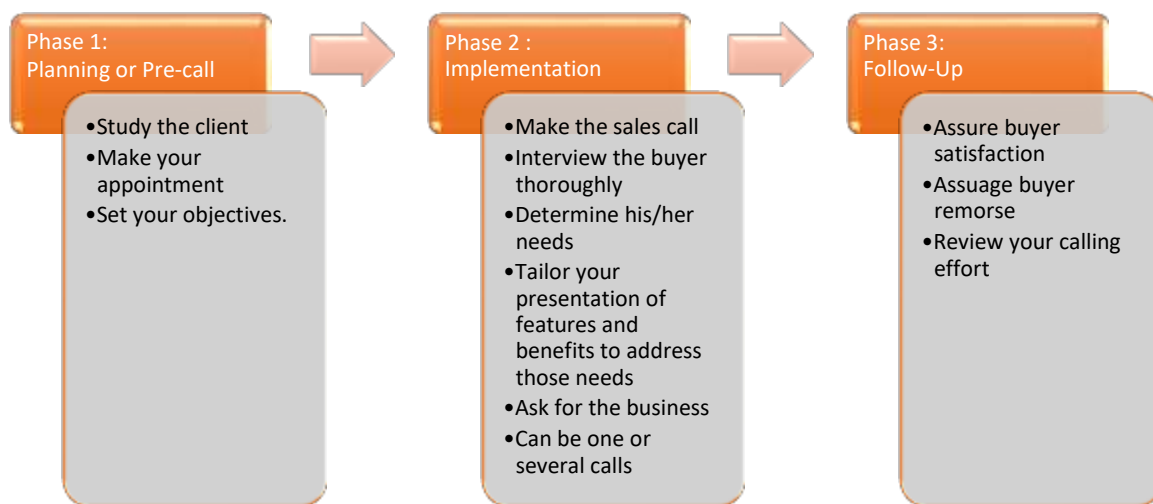 Phase 1:
Planning or Pre-call
•Study the client
•Make your
appointment
•Set your objectives.
Phase 2 :
Implementation
•Make the sales call
•Interview the buyer
thoroughly
•Determine his/her
needs
•Tailor your
presentation of
features and
benefits to address
those needs
•Ask for the business
•Can be one or
several calls
Phase 3:
Follow-Up
•Assure buyer
satisfaction
•Assuage buyer
remorse
•Review your calling
effort